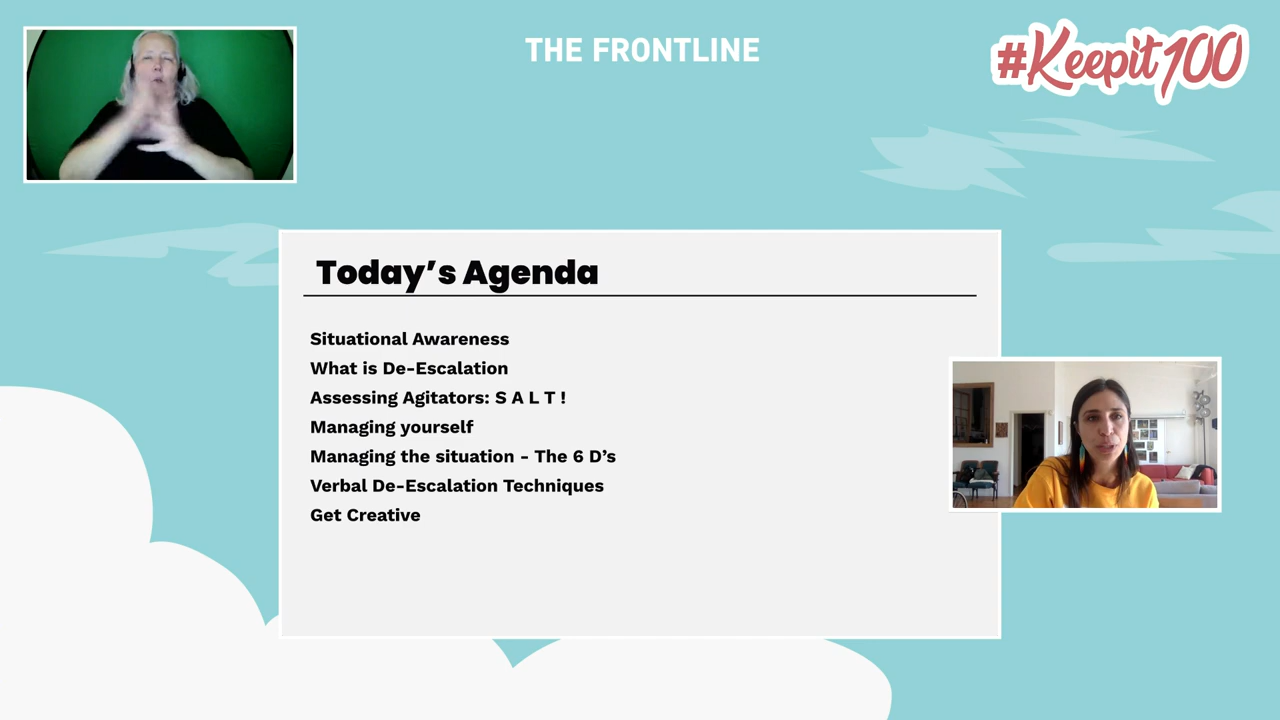 THE FRONTLINE
#Keepit100
Today’s Agenda
Situational Awareness
What is De-Escalation
Assessing Agitators: S A L T !
Managing yourself
Managing the situation - The 6 D’s
Verbal De-Escalation Techniques
Get Creative